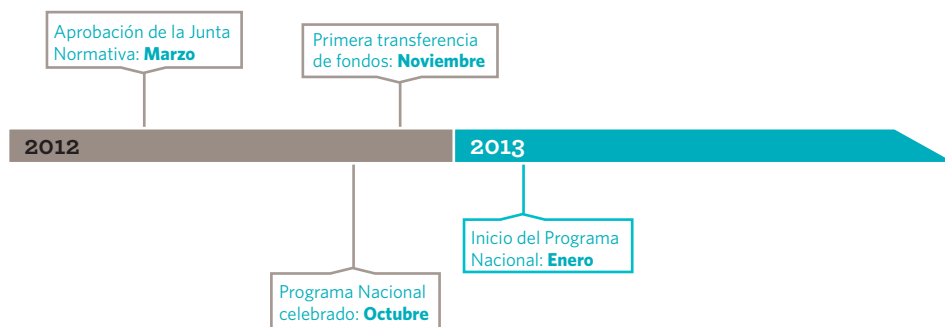 Aprobación de la Junta
Normativa: Marzo
Primera transferencia
de fondos: Noviembre
2012
2013
Inicio del Programa
Nacional: Enero
Programa Nacional
celebrado: Octubre